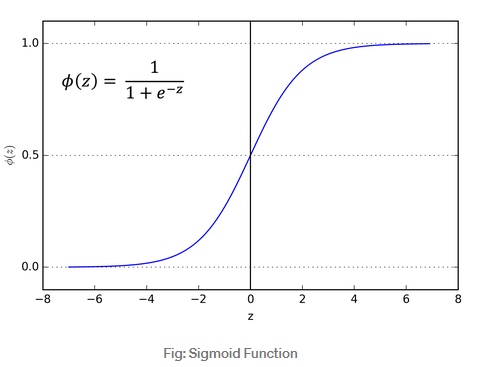 1.0
ϕ(z) = 1 / (1 + e^{−z})
ϕ(z)
0.5
0.0
−8 −6 −4 −2 0 2 4 6 8
z
Fig: Sigmoid Function